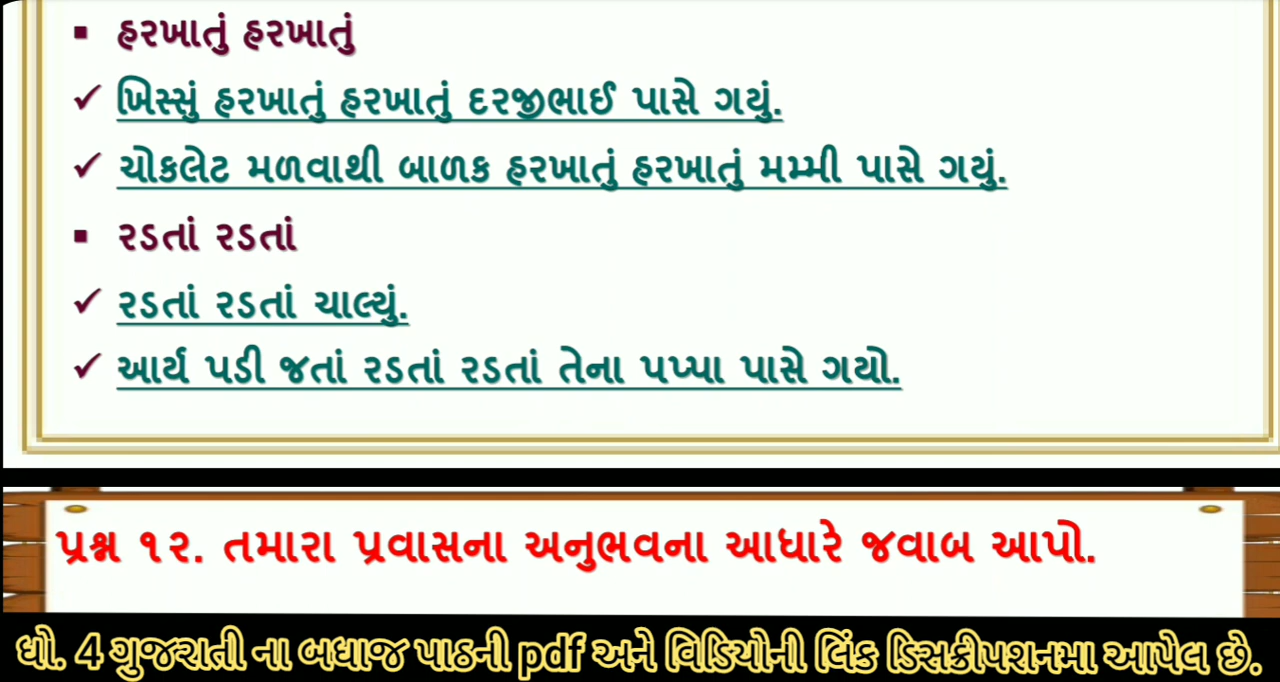 ▪ હરખાતું હરખાતું
✓ ખિસ્સું હરખાતું હરખાતું દરજીભાઈ પાસે ગયું.
✓ ચોકલેટ મળવાથી બાળક હરખાતું હરખાતું મમ્મી પાસે ગયું.
▪ રડતાં રડતાં
✓ રડતાં રડતાં ચાલ્યું.
✓ આર્ય પડી જતાં રડતાં રડતાં તેના પપ્પા પાસે ગયો.
પ્રશ્ન ૧૨. તમારા પ્રવાસના અનુભવના આધારે જવાબ આપો.
ધો. 4 ગુજરાતી ના બધાજ પાઠની pdf અને વિડિયોની લિંક ડિસક્રીપશનમા આપેલ છે.